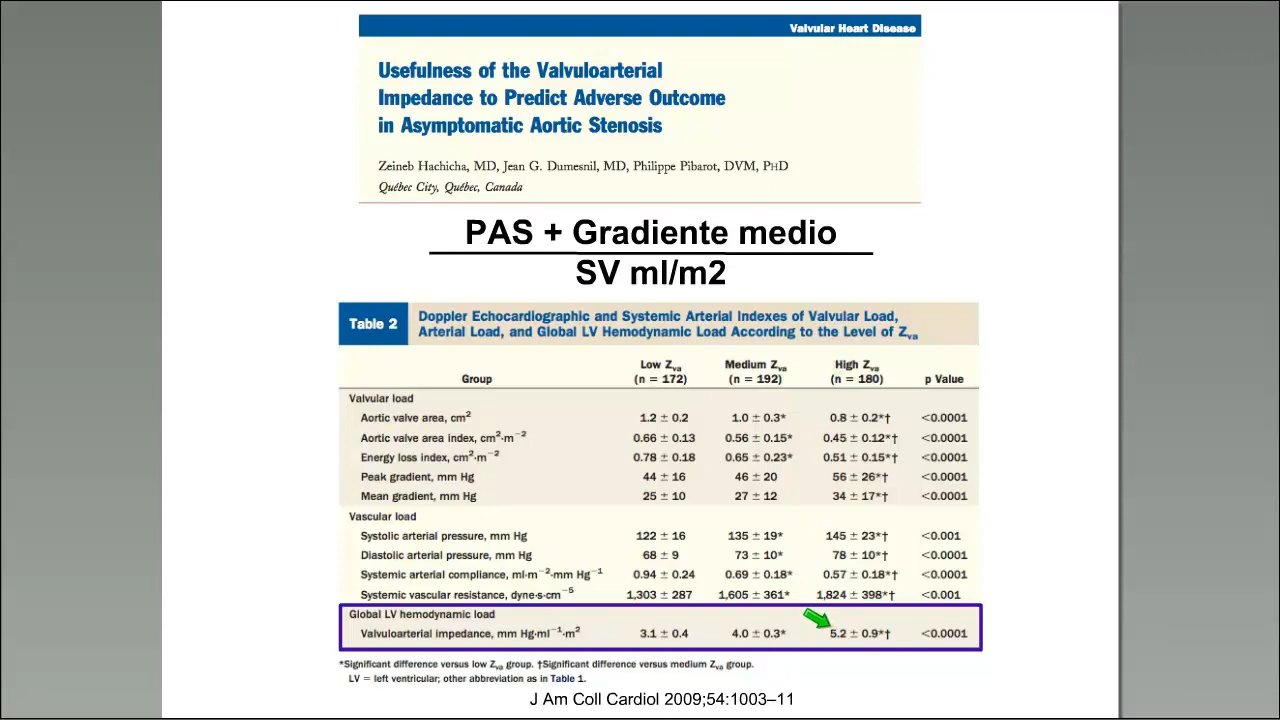 Valvular Heart Disease
Usefulness of the Valvuloarterial
Impedance to Predict Adverse Outcome
in Asymptomatic Aortic Stenosis
Zeineb Hachicha, MD, Jean G. Dumesnil, MD, Philippe Pibarot, DVM, PHD
Québec City, Québec, Canada
PAS + Gradiente medio
SV ml/m2
Table 2 Doppler Echocardiographic and Systemic Arterial Indexes of Valvular Load,
Arterial Load, and Global LV Hemodynamic Load According to the Level of Zva
Low Zva Medium Zva High Zva
Group (n = 172) (n = 192) (n = 180) p Value
Valvular load
Aortic valve area, cm2 1.2 ± 0.2 1.0 ± 0.3* 0.8 ± 0.2*† <0.0001
Aortic valve area index, cm2·m−2 0.66 ± 0.13 0.56 ± 0.15* 0.45 ± 0.12*† <0.0001
Energy loss index, cm2·m−2 0.78 ± 0.18 0.65 ± 0.23* 0.51 ± 0.15*† <0.0001
Peak gradient, mm Hg 44 ± 16 46 ± 20 56 ± 26*† <0.0001
Mean gradient, mm Hg 25 ± 10 27 ± 12 34 ± 17*† <0.0001
Vascular load
Systolic arterial pressure, mm Hg 122 ± 16 135 ± 19* 145 ± 23*† <0.001
Diastolic arterial pressure, mm Hg 68 ± 9 73 ± 10* 78 ± 10*† <0.0001
Systemic arterial compliance, ml·m−2·mm Hg−1 0.94 ± 0.24 0.69 ± 0.18* 0.57 ± 0.18*† <0.0001
Systemic vascular resistance, dyne·s·cm−5 1,303 ± 287 1,605 ± 361* 1,824 ± 398*† <0.001
Global LV hemodynamic load
Valvuloarterial impedance, mm Hg·ml−1·m2 3.1 ± 0.4 4.0 ± 0.3* 5.2 ± 0.9*† <0.0001
*Significant difference versus low Zva group. †Significant difference versus medium Zva group.
LV = left ventricular; other abbreviation as in Table 1.
J Am Coll Cardiol 2009;54:1003–11